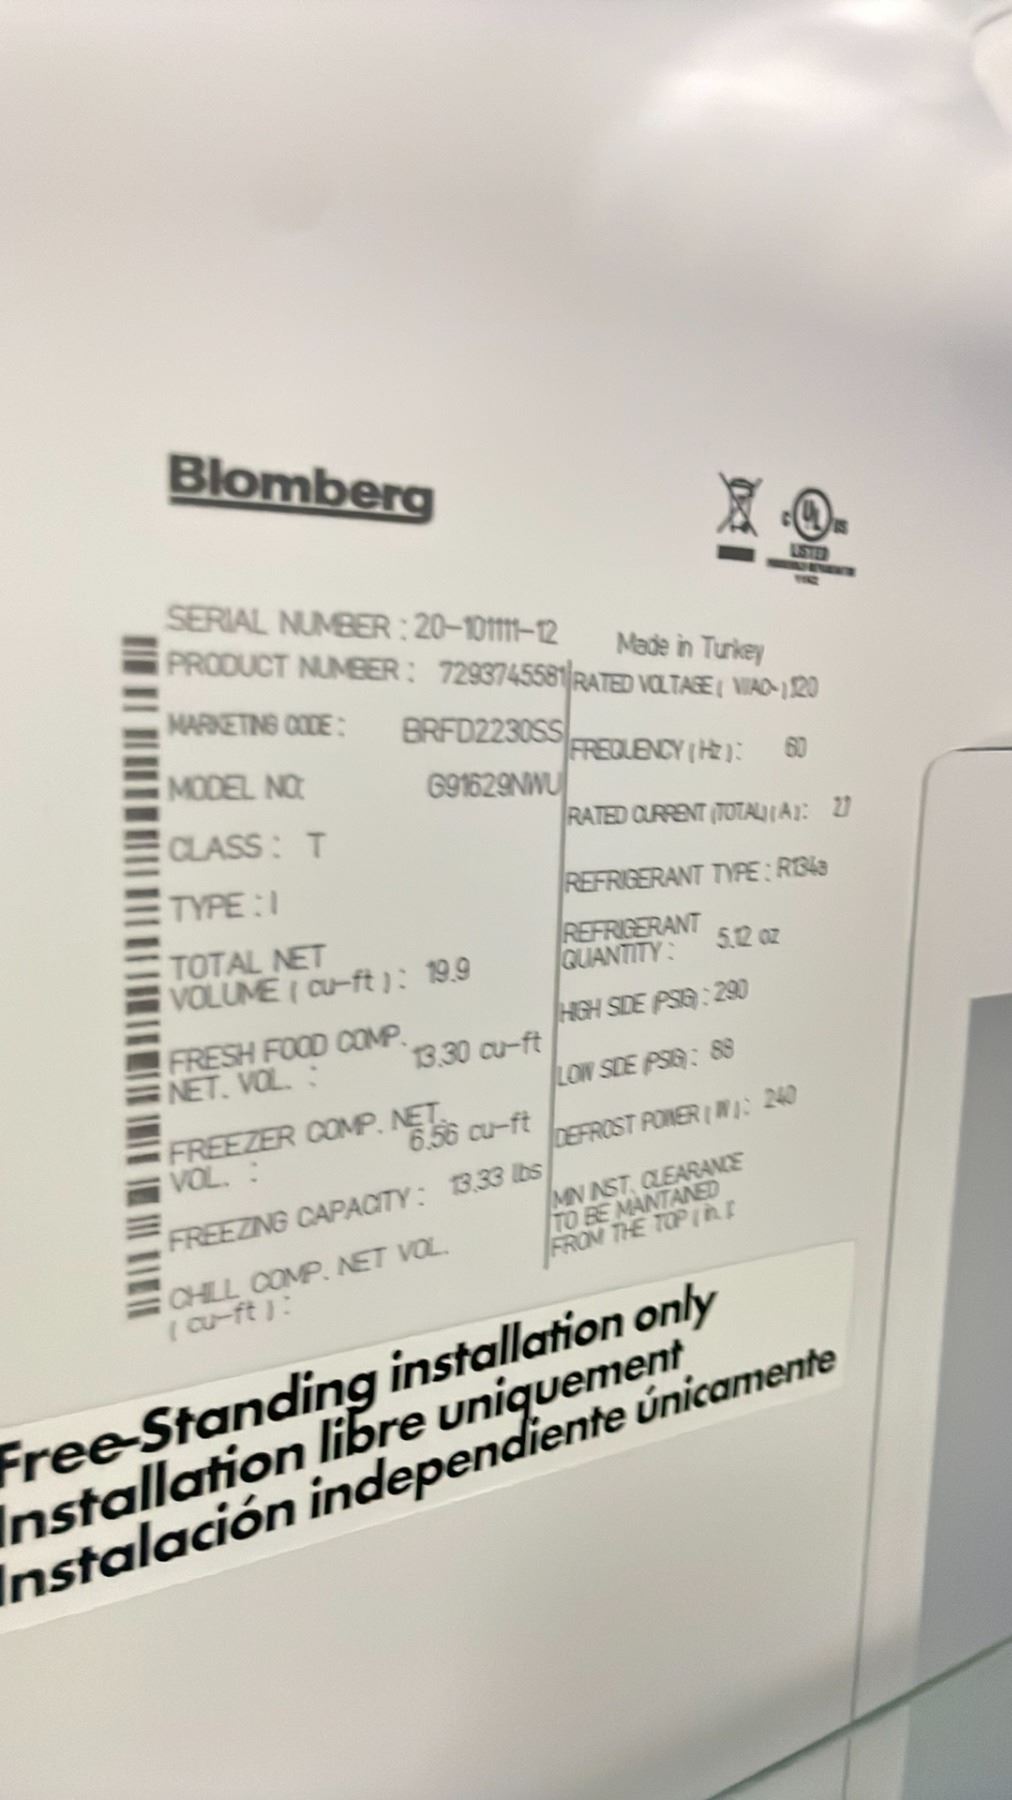 Blomberg
C UL US
LISTED
SERIAL NUMBER : 20-101111-12
Made in Turkey
PRODUCT NUMBER : 7293745581
MARKETING CODE : BRFD2230SS
MODEL NO: G91629NWU
CLASS : T
TYPE : I
TOTAL NET
VOLUME ( cu-ft ) : 19.9
FRESH FOOD COMP.
NET. VOL. : 13.30 cu-ft
FREEZER COMP. NET.
VOL. : 6.56 cu-ft
FREEZING CAPACITY : 13.33 lbs
CHILL COMP. NET VOL.
( cu-ft ) :
RATED VOLTAGE ( ) 120
FREQUENCY ( Hz ) : 60
RATED CURRENT (TOTAL) ( A ) :
REFRIGERANT TYPE : R134a
REFRIGERANT
QUANTITY : 5.12 oz
HIGH SIDE (PSIG) : 290
LOW SIDE (PSIG) : 88
DEFROST POWER ( W ) : 240
MIN INST. CLEARANCE
TO BE MAINTAINED
FROM THE TOP ( in. ):
Free-Standing installation only
Installation libre uniquement
Instalación independiente únicamente